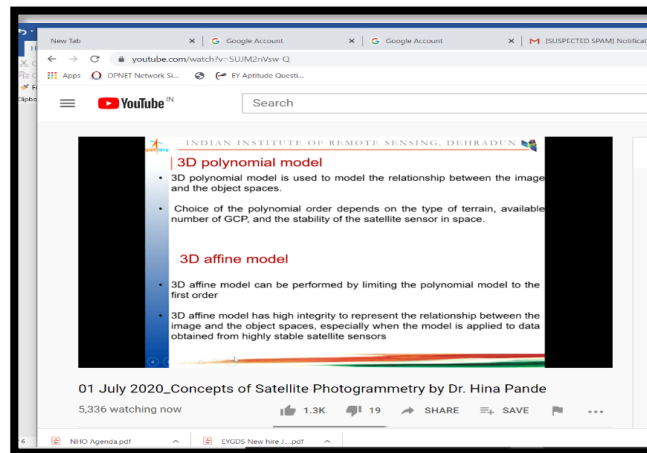 New Tab
Google Account
Google Account
[SUSPECTED SPAM] Notificat
youtube.com/watch?v=SUJM2nVsw-Q
Apps
OPNET Network Si...
EY Aptitude Questi...
YouTube IN
Search
INDIAN INSTITUTE OF REMOTE SENSING, DEHRADUN
3D polynomial model
• 3D polynomial model is used to model the relationship between the image
and the object spaces.
• Choice of the polynomial order depends on the type of terrain, available
number of GCP, and the stability of the satellite sensor in space.
3D affine model
• 3D affine model can be performed by limiting the polynomial model to the
first order
• 3D affine model has high integrity to represent the relationship between the
image and the object spaces, especially when the model is applied to data
obtained from highly stable satellite sensors
01 July 2020_Concepts of Satellite Photogrammetry by Dr. Hina Pande
5,336 watching now
1.3K
19
SHARE
SAVE
NHO Agenda.pdf
EYGDS New hire J....pdf